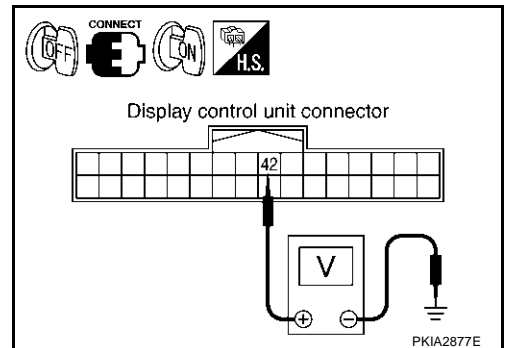 CONNECT
OFF
ON
H.S.
Display control unit connector
42
V
+ −
PKIA2877E